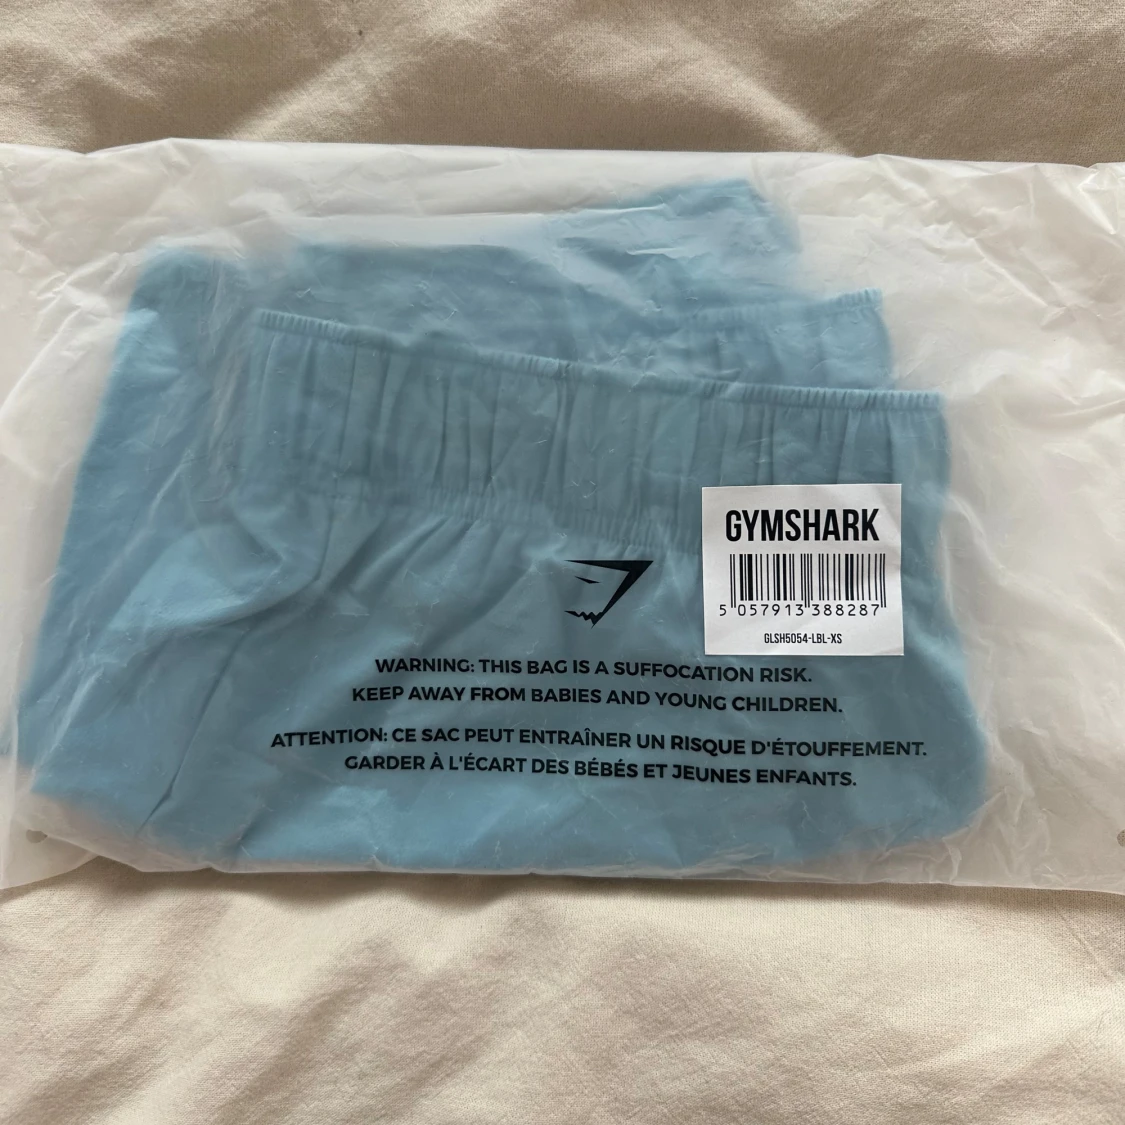 GYMSHARK
5 057913 388287
GLSH5054-LBL-XS
WARNING: THIS BAG IS A SUFFOCATION RISK.
KEEP AWAY FROM BABIES AND YOUNG CHILDREN.
ATTENTION: CE SAC PEUT ENTRAÎNER UN RISQUE D'ÉTOUFFEMENT.
GARDER À L'ÉCART DES BÉBÉS ET JEUNES ENFANTS.